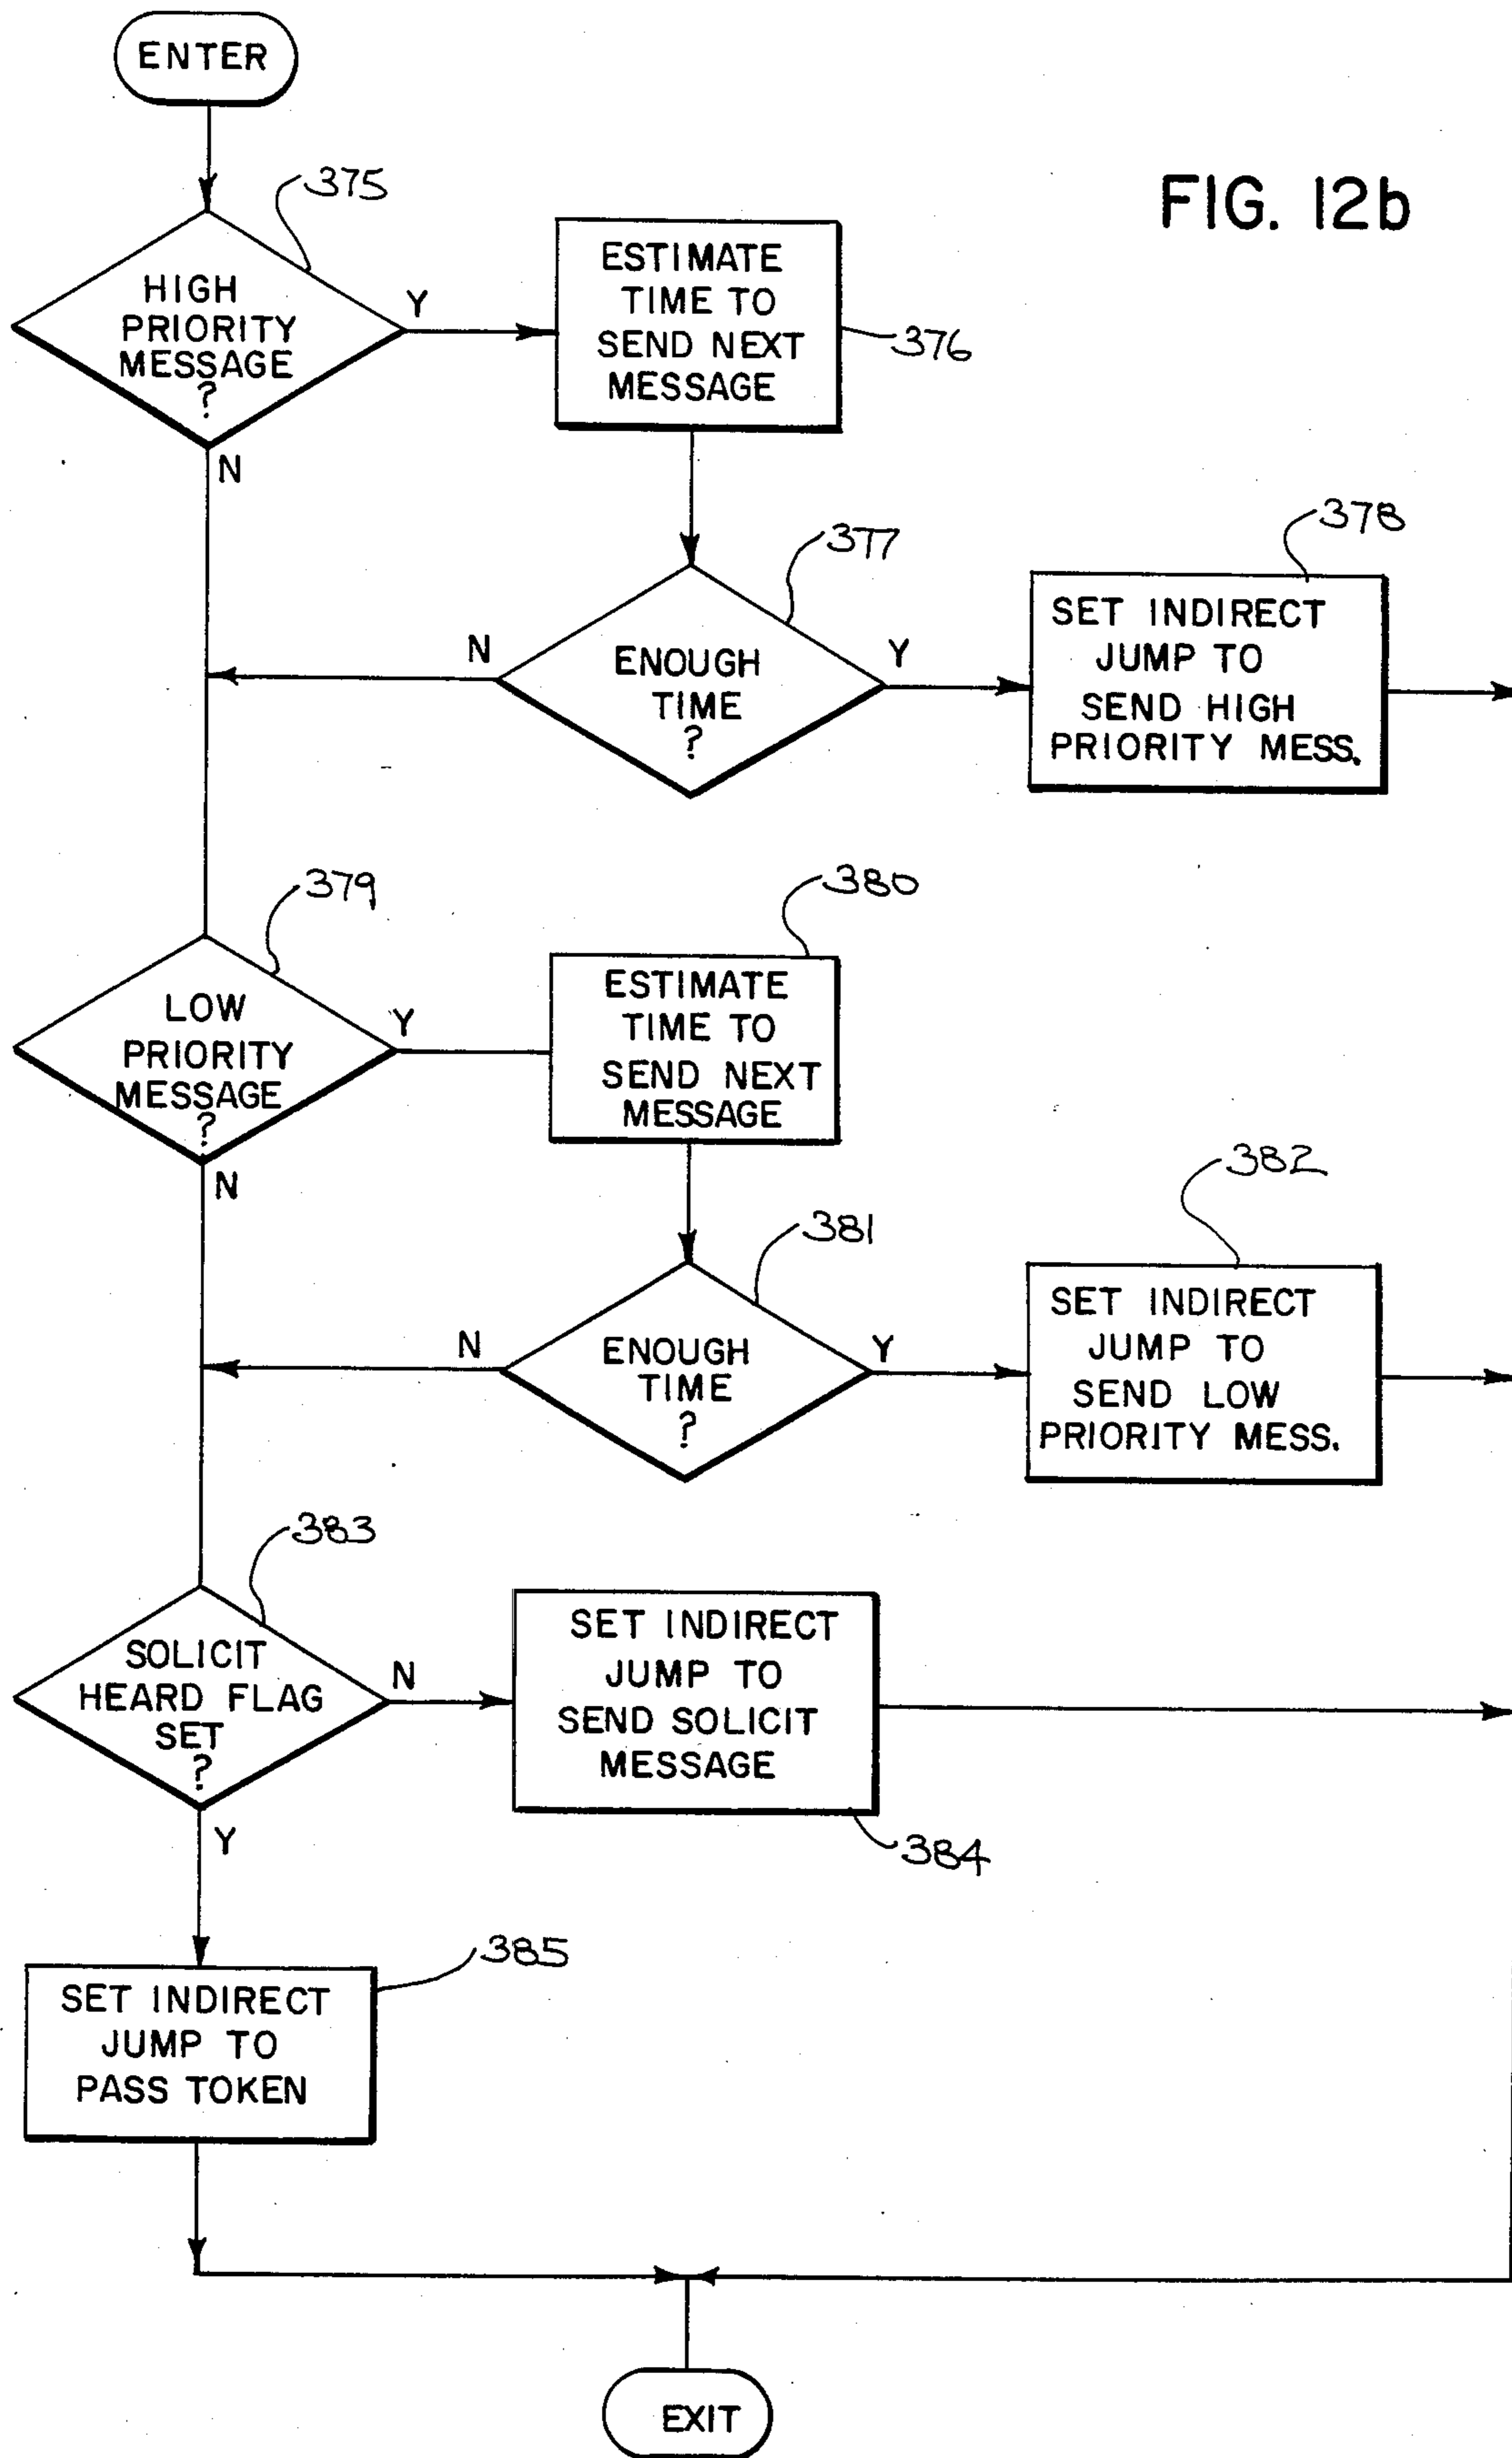 ENTER
FIG. 12b
375
HIGH
PRIORITY
MESSAGE
?
Y
N
ESTIMATE
TIME TO
SEND NEXT
MESSAGE
376
377
ENOUGH
TIME
?
N
Y
378
SET INDIRECT
JUMP TO
SEND HIGH
PRIORITY MESS.
379
LOW
PRIORITY
MESSAGE
?
Y
N
380
ESTIMATE
TIME TO
SEND NEXT
MESSAGE
381
ENOUGH
TIME
?
N
Y
382
SET INDIRECT
JUMP TO
SEND LOW
PRIORITY MESS.
383
SOLICIT
HEARD FLAG
SET
?
N
Y
SET INDIRECT
JUMP TO
SEND SOLICIT
MESSAGE
384
385
SET INDIRECT
JUMP TO
PASS TOKEN
EXIT